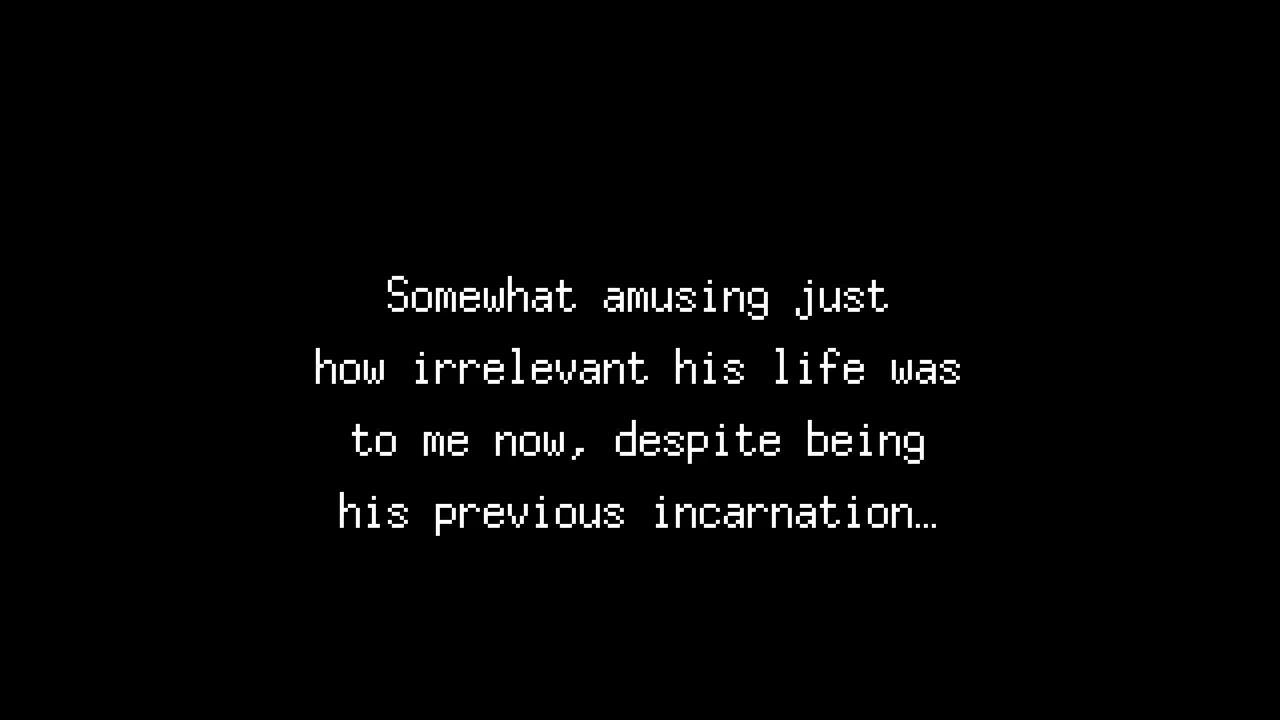 Somewhat amusing just
how irrelevant his life was
to me now, despite being
his previous incarnation…